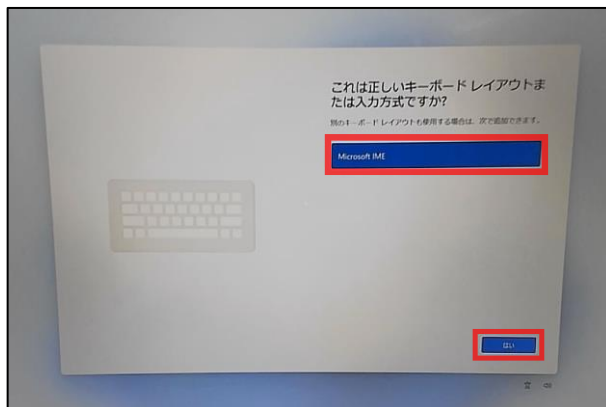 これは正しいキーボード レイアウトま
たは入力方式ですか?
別のキーボード レイアウトも使用する場合は、次で追加できます。
Microsoft IME
はい